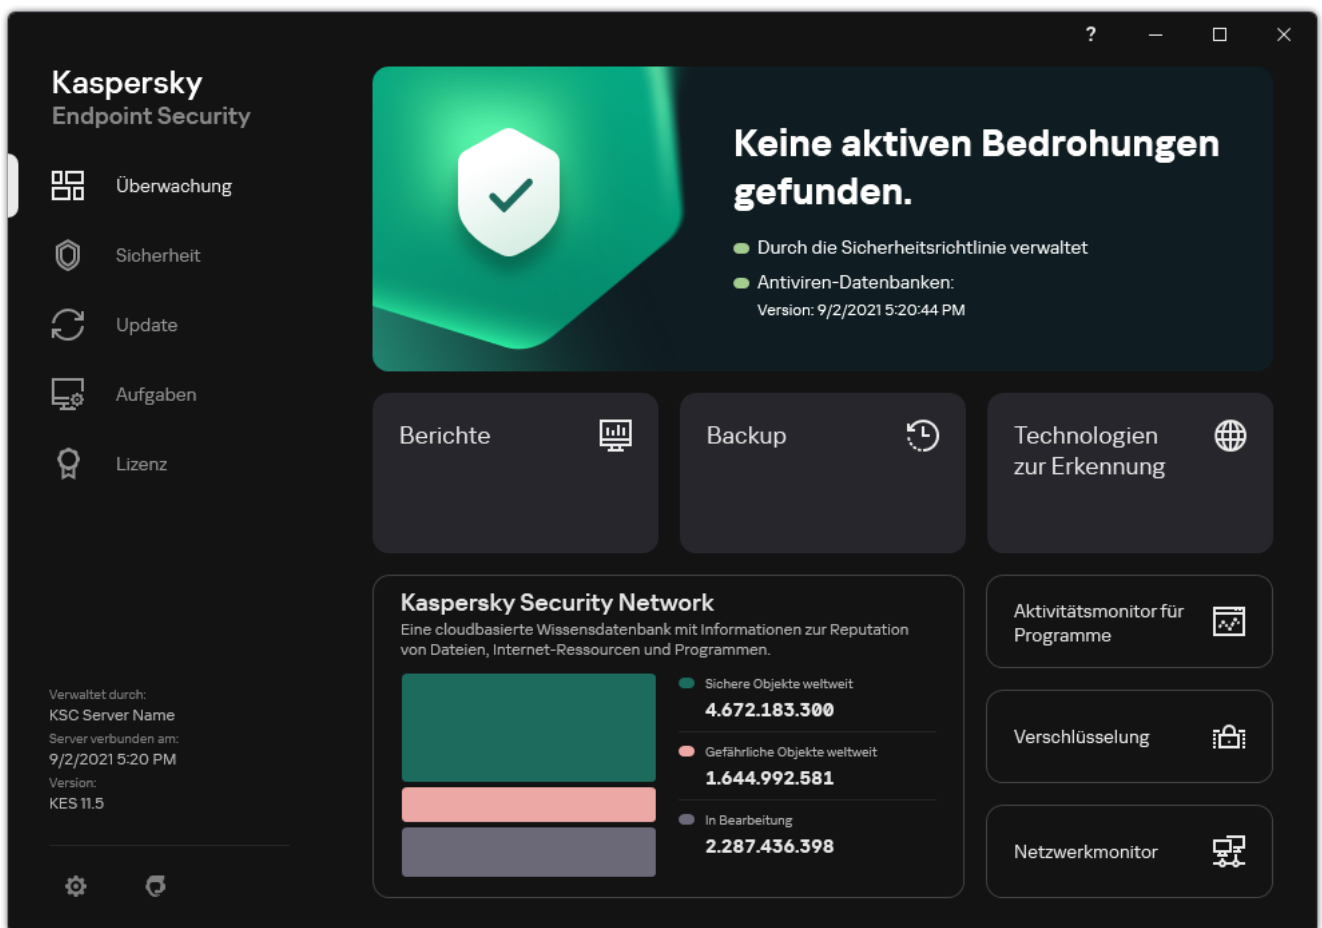 ?
Kaspersky
Endpoint Security
Überwachung
Sicherheit
Update
Aufgaben
Lizenz
Verwaltet durch:
KSC Server Name
Server verbunden am:
9/2/2021 5:20 PM
Version:
KES 11.5
Keine aktiven Bedrohungen
gefunden.
Durch die Sicherheitsrichtlinie verwaltet
Antiviren-Datenbanken:
Version: 9/2/2021 5:20:44 PM
Berichte
Backup
Technologien
zur Erkennung
Kaspersky Security Network
Eine cloudbasierte Wissensdatenbank mit Informationen zur Reputation
von Dateien, Internet-Ressourcen und Programmen.
Sichere Objekte weltweit
4.672.183.300
Gefährliche Objekte weltweit
1.644.992.581
In Bearbeitung
2.287.436.398
Aktivitätsmonitor für
Programme
Verschlüsselung
Netzwerkmonitor